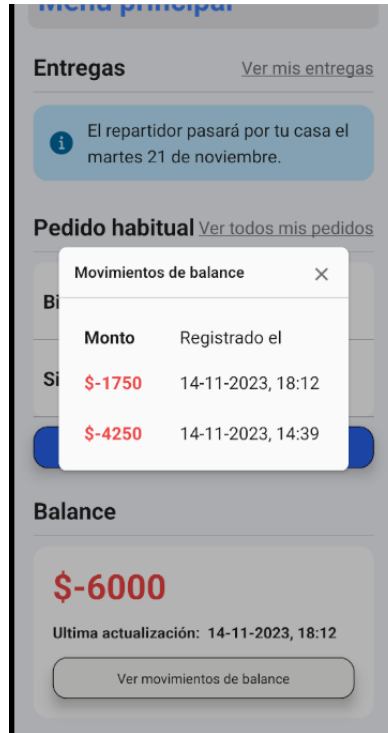 Menú principal
Entregas Ver mis entregas
El repartidor pasará por tu casa el
martes 21 de noviembre.
Pedido habitual Ver todos mis pedidos
Movimientos de balance
Bi
Monto Registrado el
Si
$-1750 14-11-2023, 18:12
$-4250 14-11-2023, 14:39
Balance
$-6000
Ultima actualización: 14-11-2023, 18:12
Ver movimientos de balance